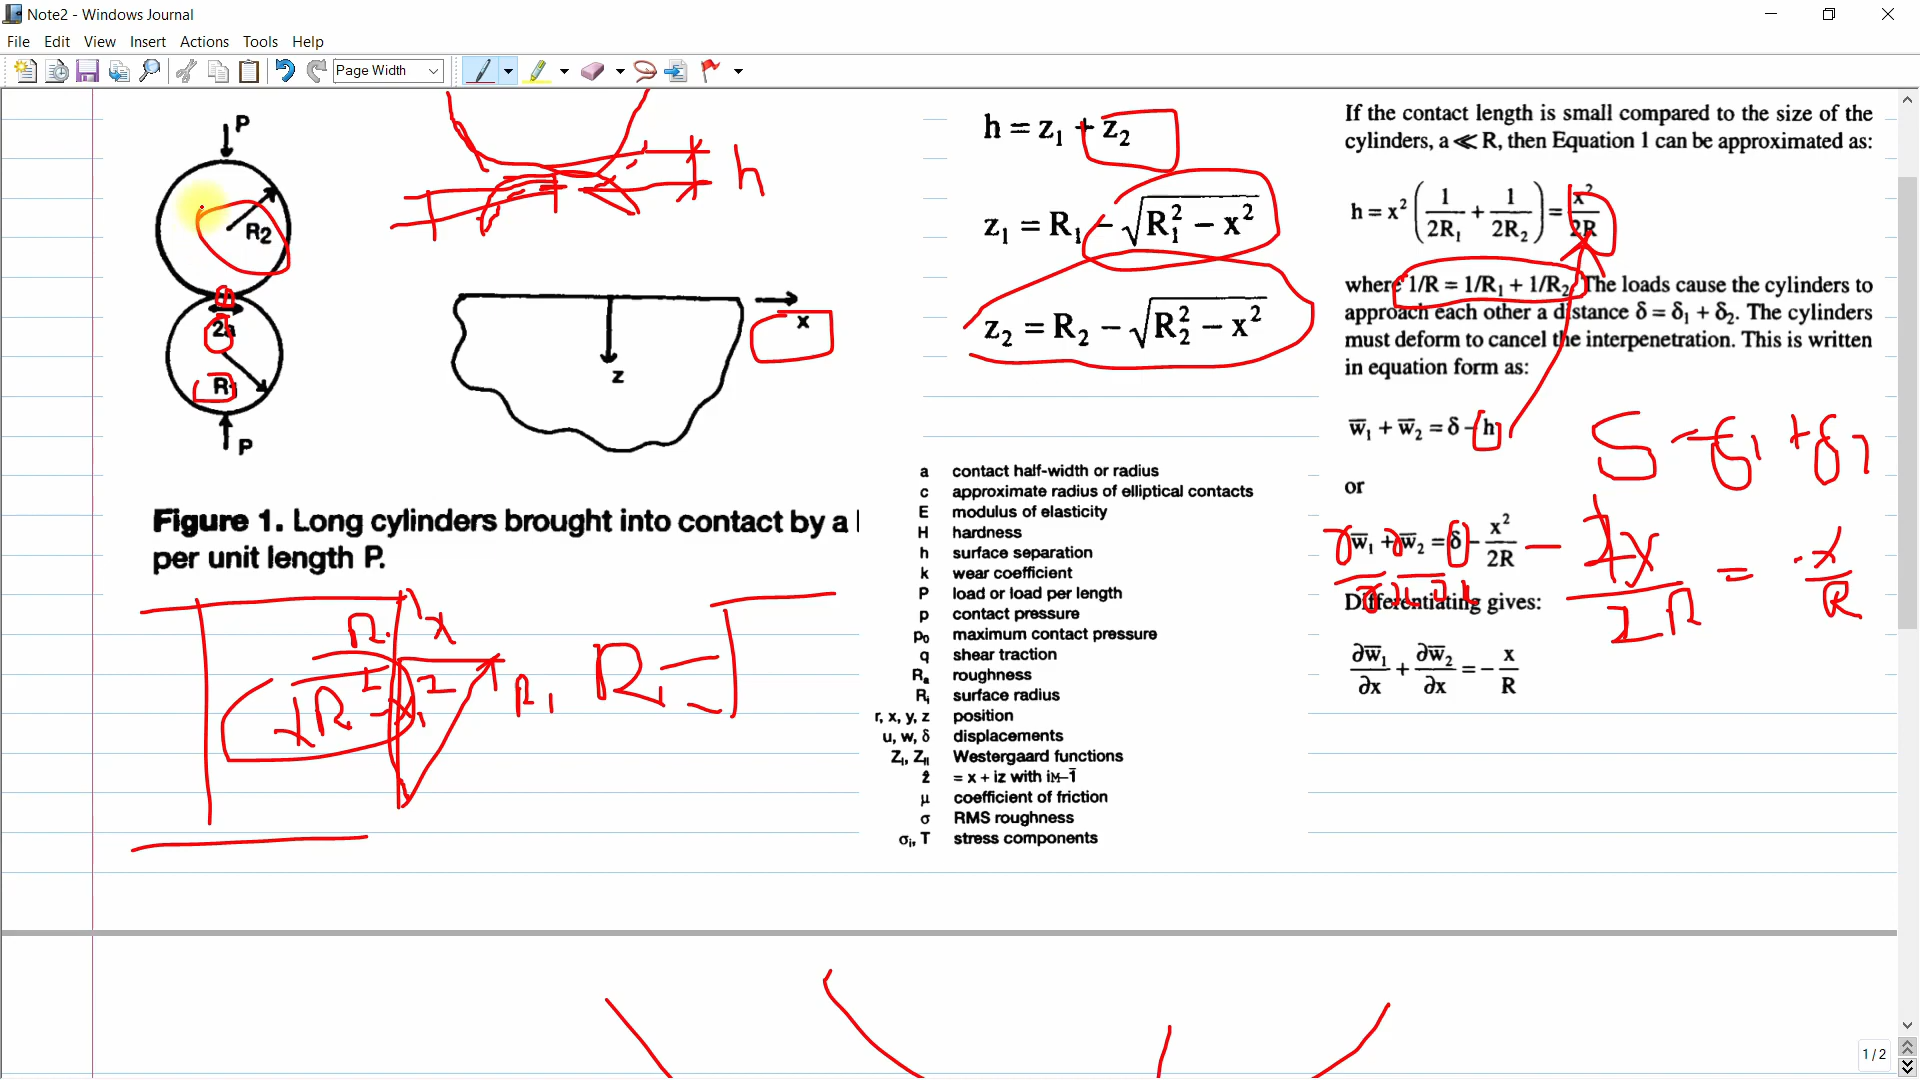 Note2 - Windows Journal
File Edit View Insert Actions Tools Help
Page Width
P
R2
2a
R1
P
h
x
z
Figure 1. Long cylinders brought into contact by a l
per unit length P.
x
R1
R1 -
h = z₁ + z₂
z₁ = R₁ - √(R₁² - x²)
z₂ = R₂ - √(R₂² - x²)
a contact half-width or radius
c approximate radius of elliptical contacts
E modulus of elasticity
H hardness
h surface separation
k wear coefficient
P load or load per length
p contact pressure
p₀ maximum contact pressure
q shear traction
Rₐ roughness
Rᵢ surface radius
r, x, y, z position
u, w, δ displacements
Z_I, Z_II Westergaard functions
ẑ = x + iz with i
μ coefficient of friction
σ RMS roughness
σᵢ, T stress components
If the contact length is small compared to the size of the
cylinders, a ≪ R, then Equation 1 can be approximated as:
h = x² (1/2R₁ + 1/2R₂) = x²/2R
where 1/R = 1/R₁ + 1/R₂. The loads cause the cylinders to
approach each other a distance δ = δ₁ + δ₂. The cylinders
must deform to cancel the interpenetration. This is written
in equation form as:
w̅₁ + w̅₂ = δ - h
or
w̅₁ + w̅₂ = δ - x²/2R
- 2x/2R = x/R
Differentiating gives:
∂w̅₁/∂x + ∂w̅₂/∂x = - x/R
1 / 2